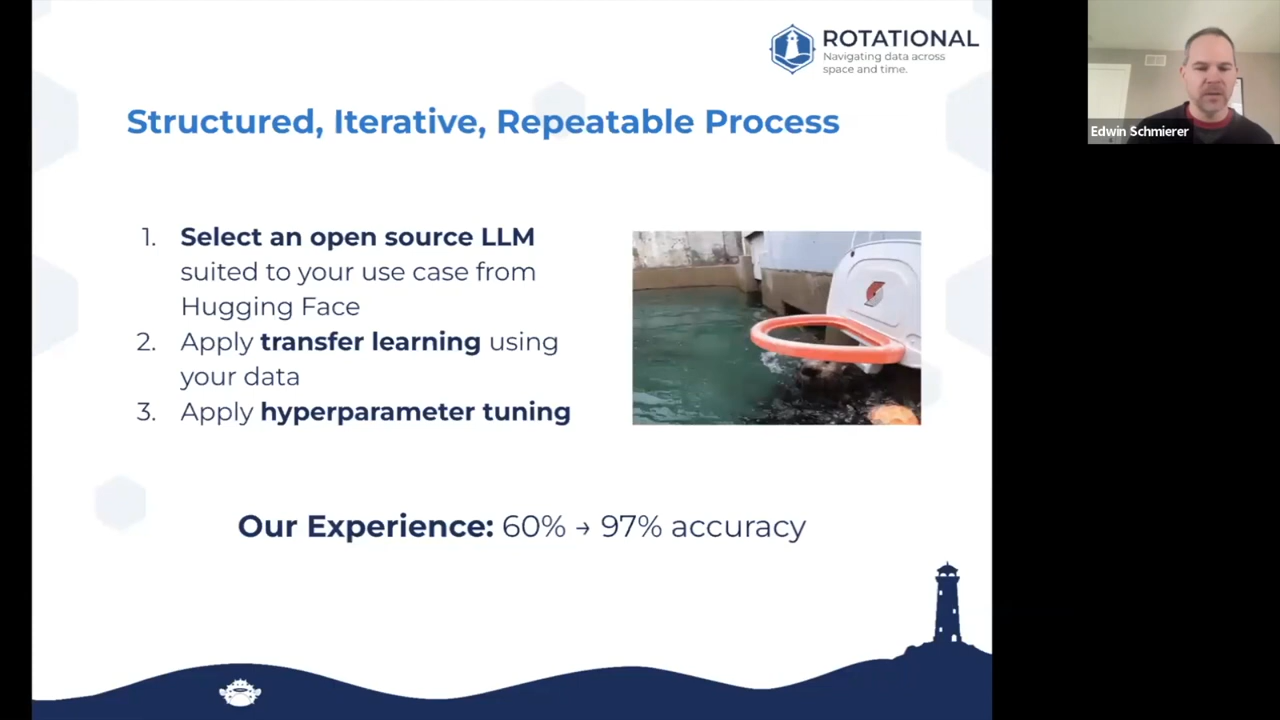 ROTATIONAL
Navigating data across
space and time.
Edwin Schmierer
Structured, Iterative, Repeatable Process
1. Select an open source LLM
suited to your use case from
Hugging Face
2. Apply transfer learning using
your data
3. Apply hyperparameter tuning
Our Experience: 60% → 97% accuracy